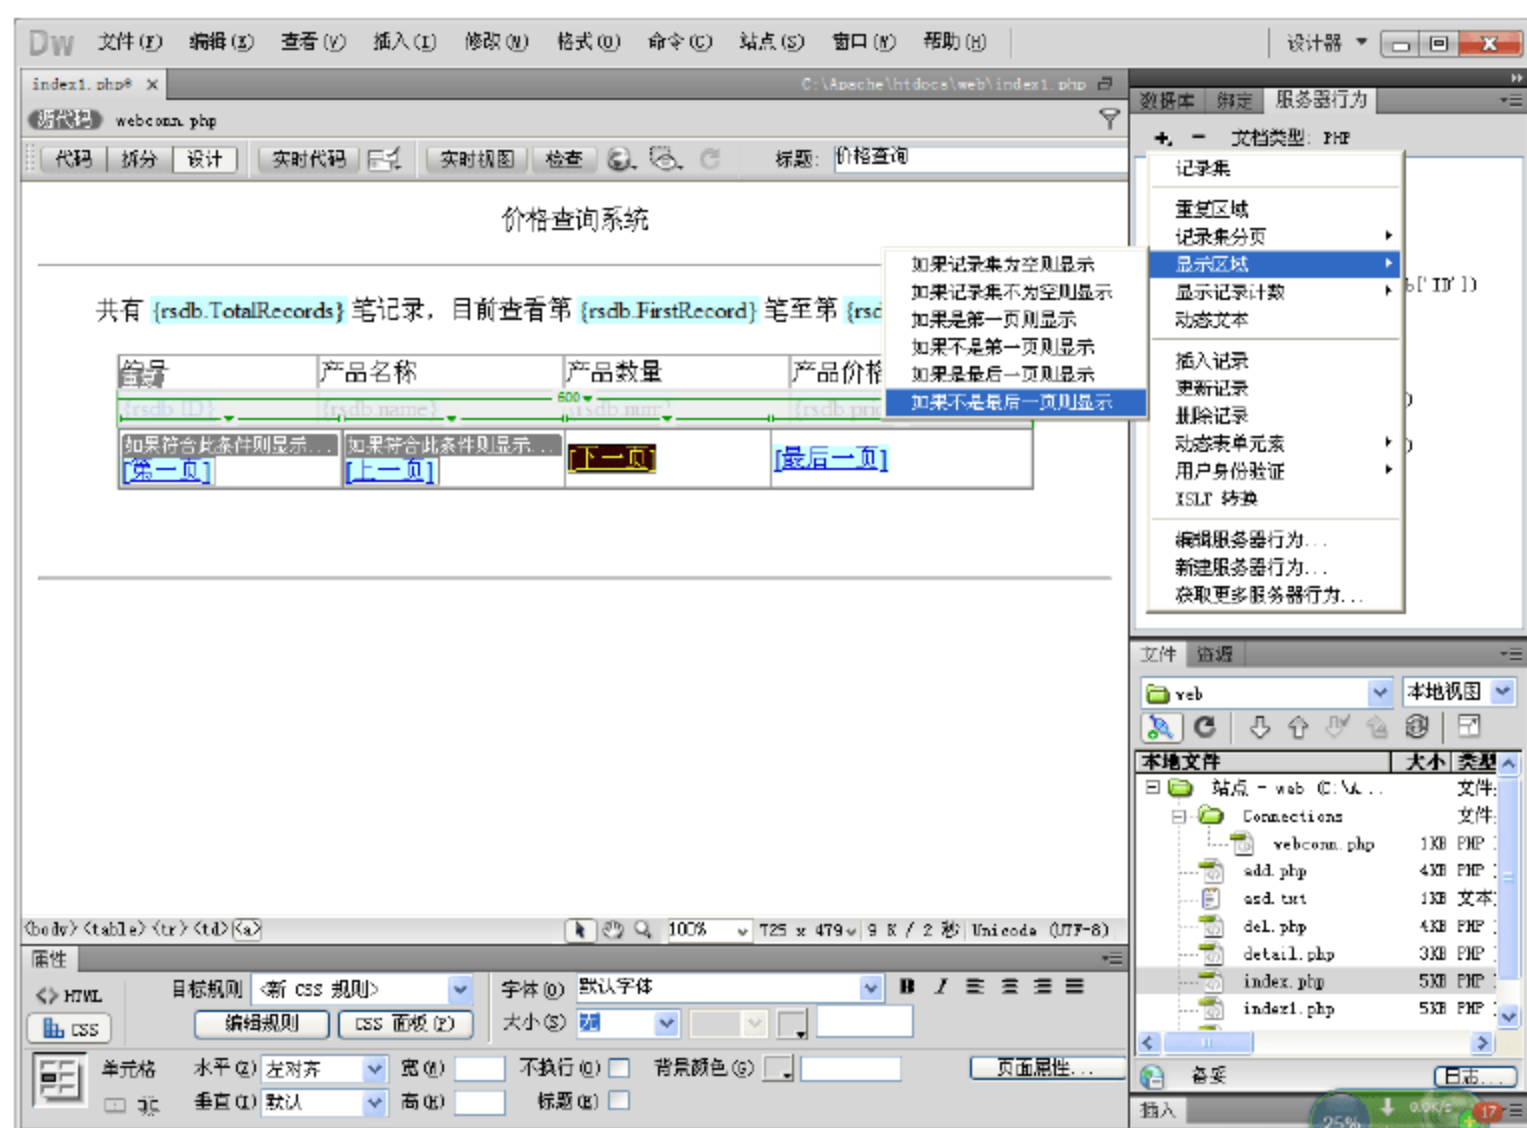 Dw 文件(F) 编辑(E) 查看(V) 插入(I) 修改(M) 格式(O) 命令(C) 站点(S) 窗口(W) 帮助(H) 设计器 X
index1.php* × C:\Apache\htdocs\web\index1.php
源代码 webconn.php
代码 拆分 设计 实时代码 实时视图 检查 标题: 价格查询
价格查询系统
共有 {rsdb.TotalRecords} 笔记录，目前查看第 {rsdb.FirstRecord} 笔至第 {rsd
产品名称 产品数量 产品价格
600
{rsdb.ID} {rsdb.name}
如果符合此条件则显示... 如果符合此条件则显示...
[第一页] [上一页] [下一页] [最后一页]
如果记录集为空则显示
如果记录集不为空则显示
如果是第一页则显示
如果不是第一页则显示
如果是最后一页则显示
如果不是最后一页则显示
数据库 绑定 服务器行为
+ - 文档类型: PHP
记录集
重复区域
记录集分页
显示区域
显示记录计数
动态文本
插入记录
更新记录
删除记录
动态表单元素
用户身份验证
XSLT 转换
编辑服务器行为...
新建服务器行为...
获取更多服务器行为...
['ID'])
文件 资源
web 本地视图
本地文件 大小 类型
站点 - web (C:\A... 文件
Connections 文件
webconn.php 1KB PHP
add.php 4KB PHP
asd.txt 1KB 文本
del.php 4KB PHP
detail.php 3KB PHP
index.php 5KB PHP
index1.php 5KB PHP
备妥 日志...
插入
25% 0.0K/s 17
<body> <table> <tr> <td> <a> 100% 725 x 479 9 K / 2 秒 Unicode (UTF-8)
属性
<> HTML 目标规则 <新 CSS 规则> 字体(O) 默认字体 B I
CSS 编辑规则 CSS 面板(P) 大小(S) 无
单元格 水平(Z) 左对齐 宽(W) 不换行(O) 背景颜色(G) 页面属性...
垂直(T) 默认 高(H) 标题(E)